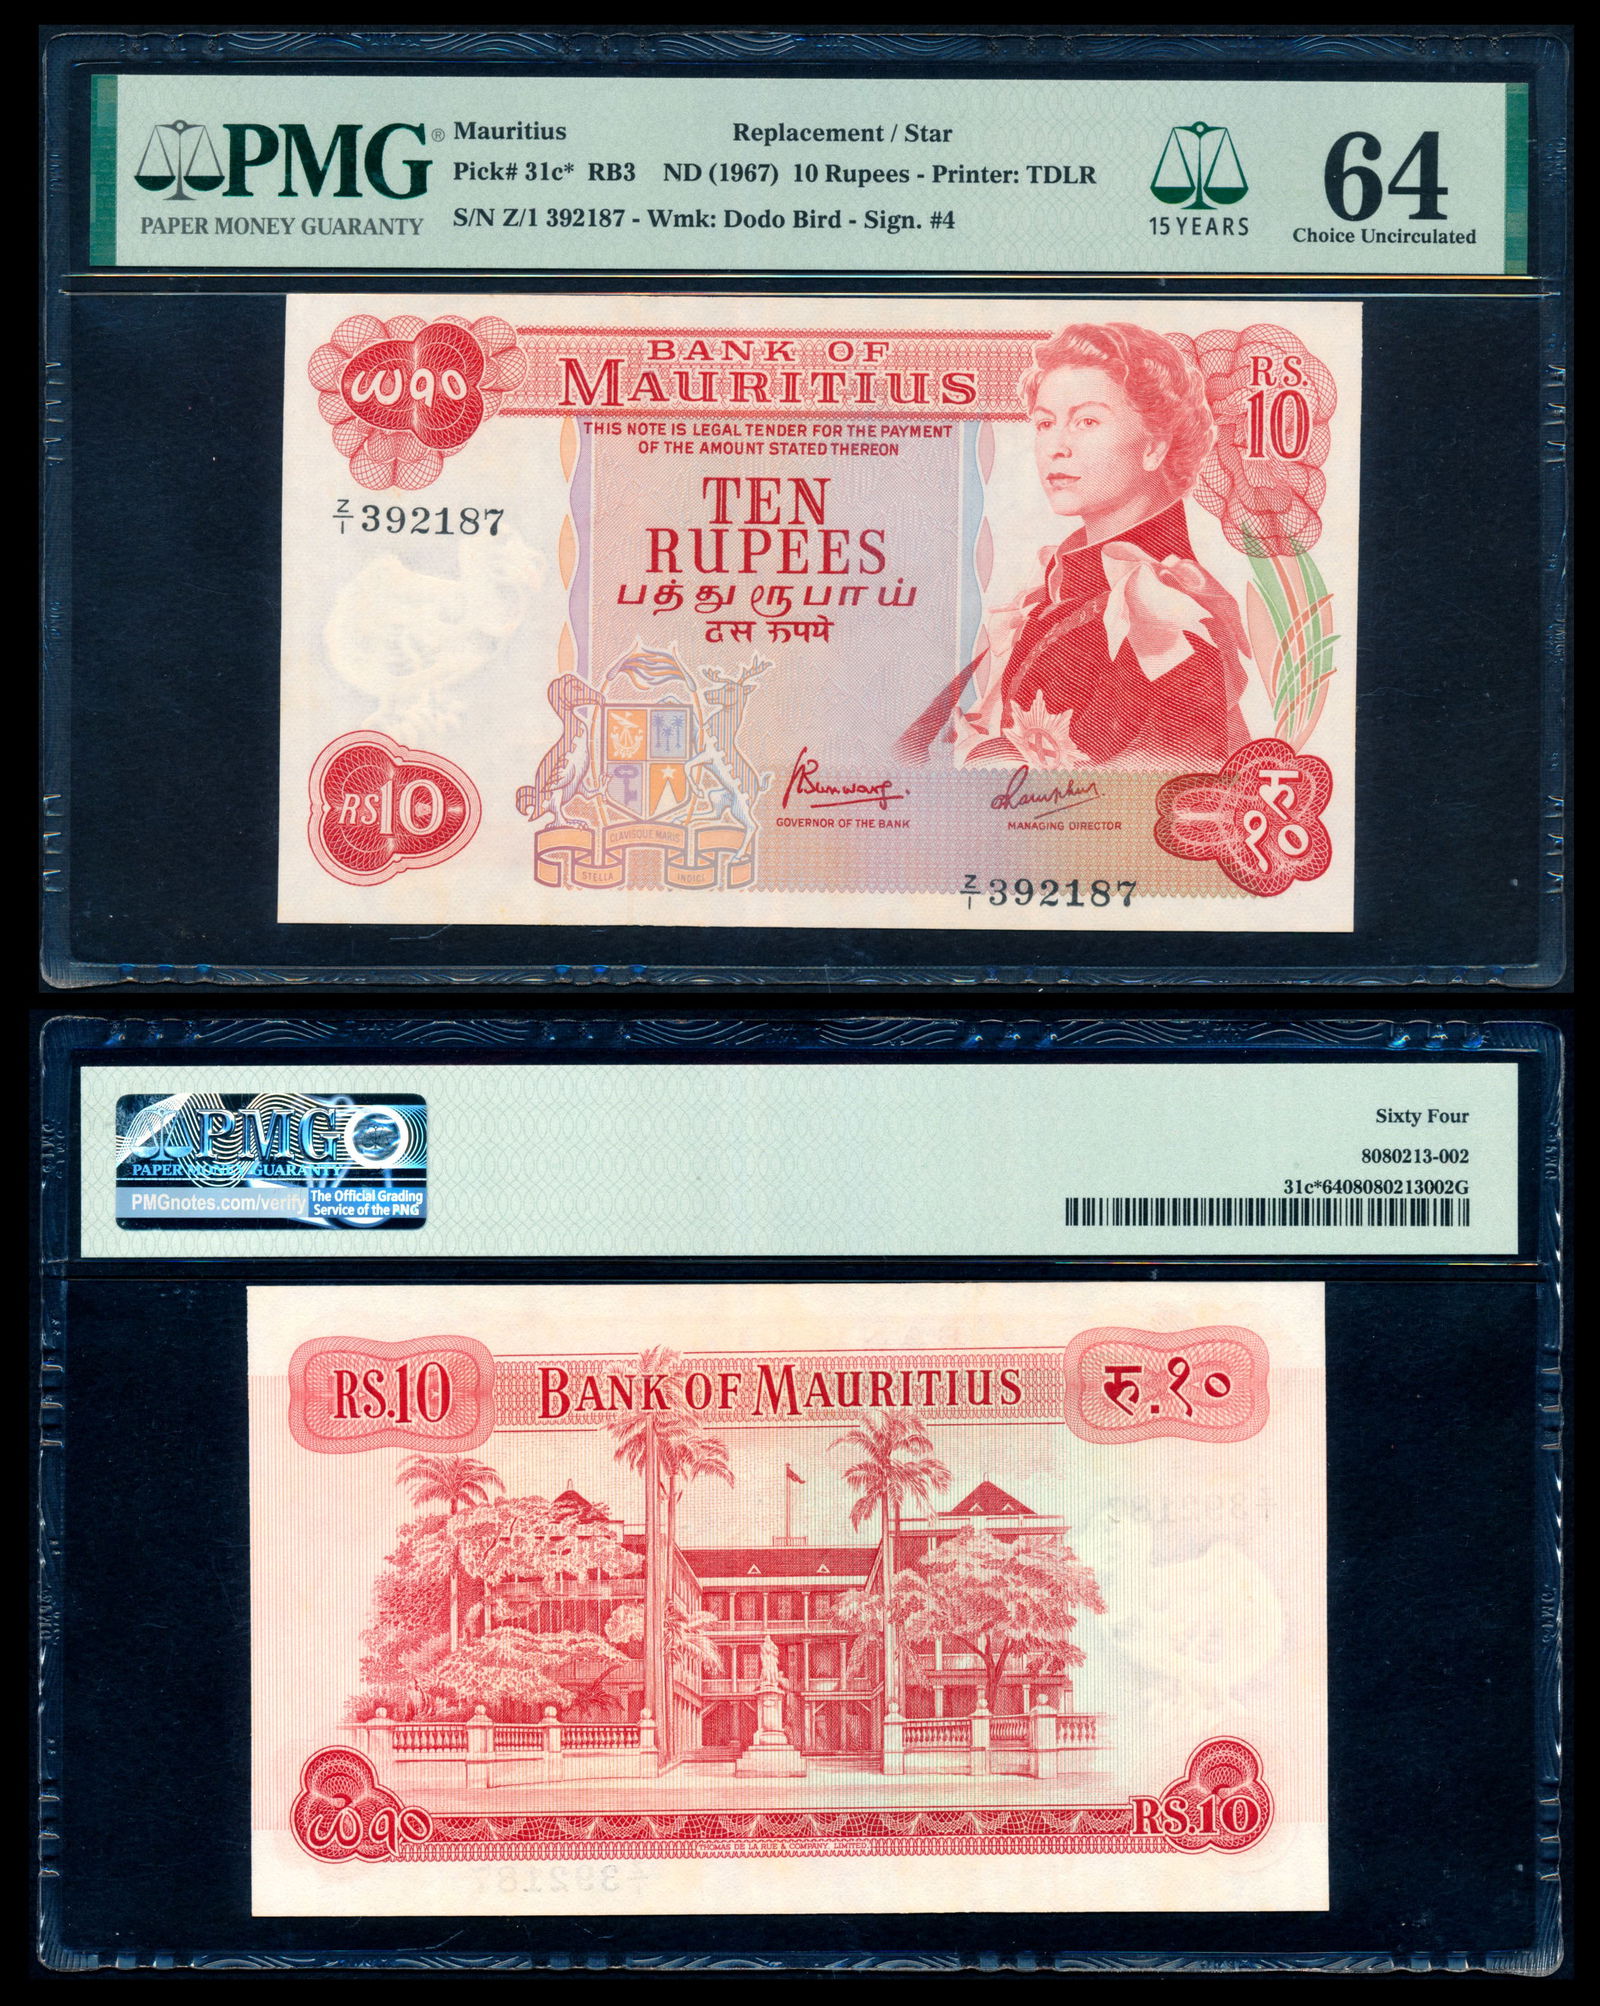 PMG®
PAPER MONEY GUARANTY
Mauritius Replacement / Star
Pick# 31c* RB3 ND (1967) 10 Rupees - Printer: TDLR
S/N Z/1 392187 - Wmk: Dodo Bird - Sign. #4
15 YEARS
64
Choice Uncirculated
BANK OF
MAURITIUS
RS.
10
THIS NOTE IS LEGAL TENDER FOR THE PAYMENT
OF THE AMOUNT STATED THEREON
Z/1 392187
TEN
RUPEES
பத்து ரூபாய்
दस रुपये
RS 10
CLAVISQUE MARIS
STELLA INDICI
GOVERNOR OF THE BANK
MANAGING DIRECTOR
रु
१०
Z/1 392187
PMG
PAPER MONEY GUARANTY
PMGnotes.com/verify
The Official Grading
Service of the PNG
Sixty Four
8080213-002
31c*6408080213002G
RS.10
BANK OF MAURITIUS
रु.१०
RS.10
THOMAS DE LA RUE & COMPANY, LIMITED